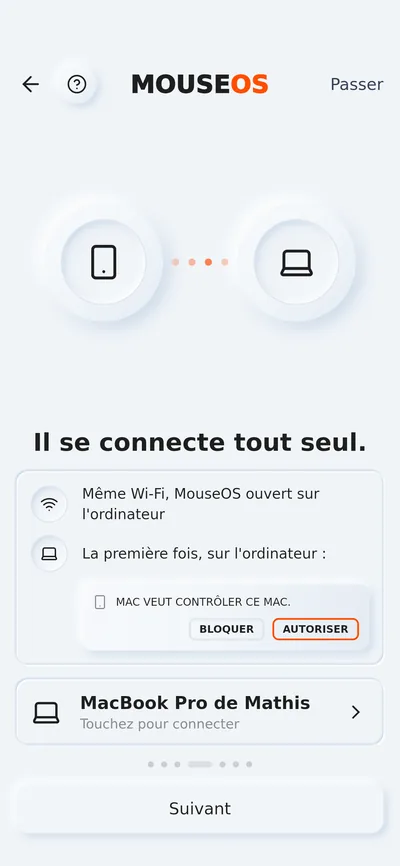 MOUSEOS
Passer
Il se connecte tout seul.
Même Wi-Fi, MouseOS ouvert sur
l'ordinateur
La première fois, sur l'ordinateur :
MAC VEUT CONTRÔLER CE MAC.
BLOQUER
AUTORISER
MacBook Pro de Mathis
Touchez pour connecter
Suivant